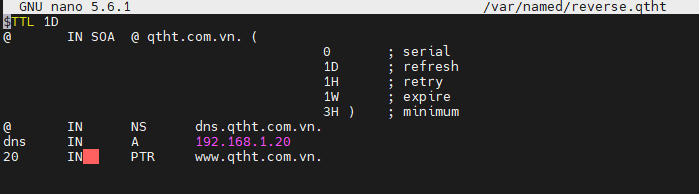 GNU nano 5.6.1 /var/named/reverse.qtht
$TTL 1D
@ IN SOA @ qtht.com.vn. (
0 ; serial
1D ; refresh
1H ; retry
1W ; expire
3H ) ; minimum
@ IN NS dns.qtht.com.vn.
dns IN A 192.168.1.20
20 IN PTR www.qtht.com.vn.